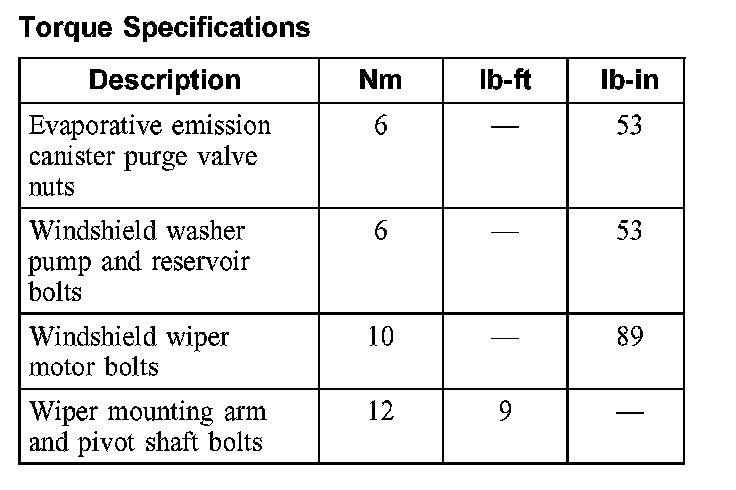 Torque Specifications
Description Nm lb-ft lb-in
Evaporative emission 6 — 53
canister purge valve
nuts
Windshield washer 6 — 53
pump and reservoir
bolts
Windshield wiper 10 — 89
motor bolts
Wiper mounting arm 12 9 —
and pivot shaft bolts